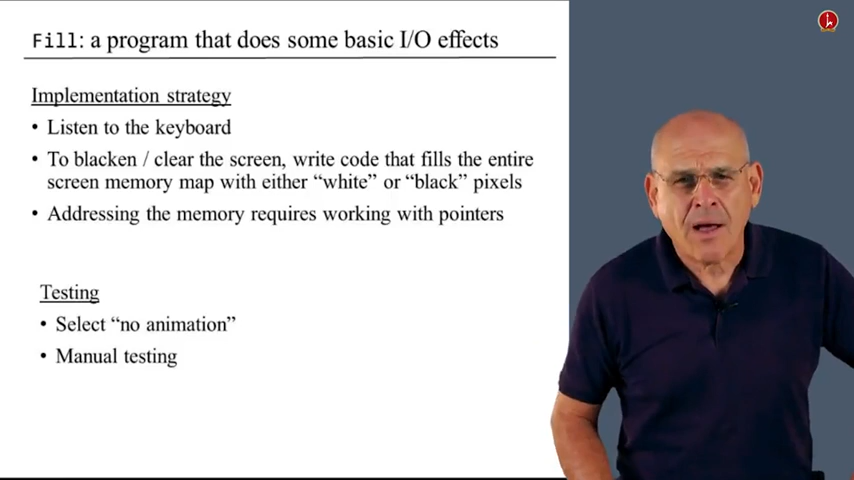 Fill: a program that does some basic I/O effects
Implementation strategy
• Listen to the keyboard
• To blacken / clear the screen, write code that fills the entire
screen memory map with either “white” or “black” pixels
• Addressing the memory requires working with pointers
Testing
• Select “no animation”
• Manual testing